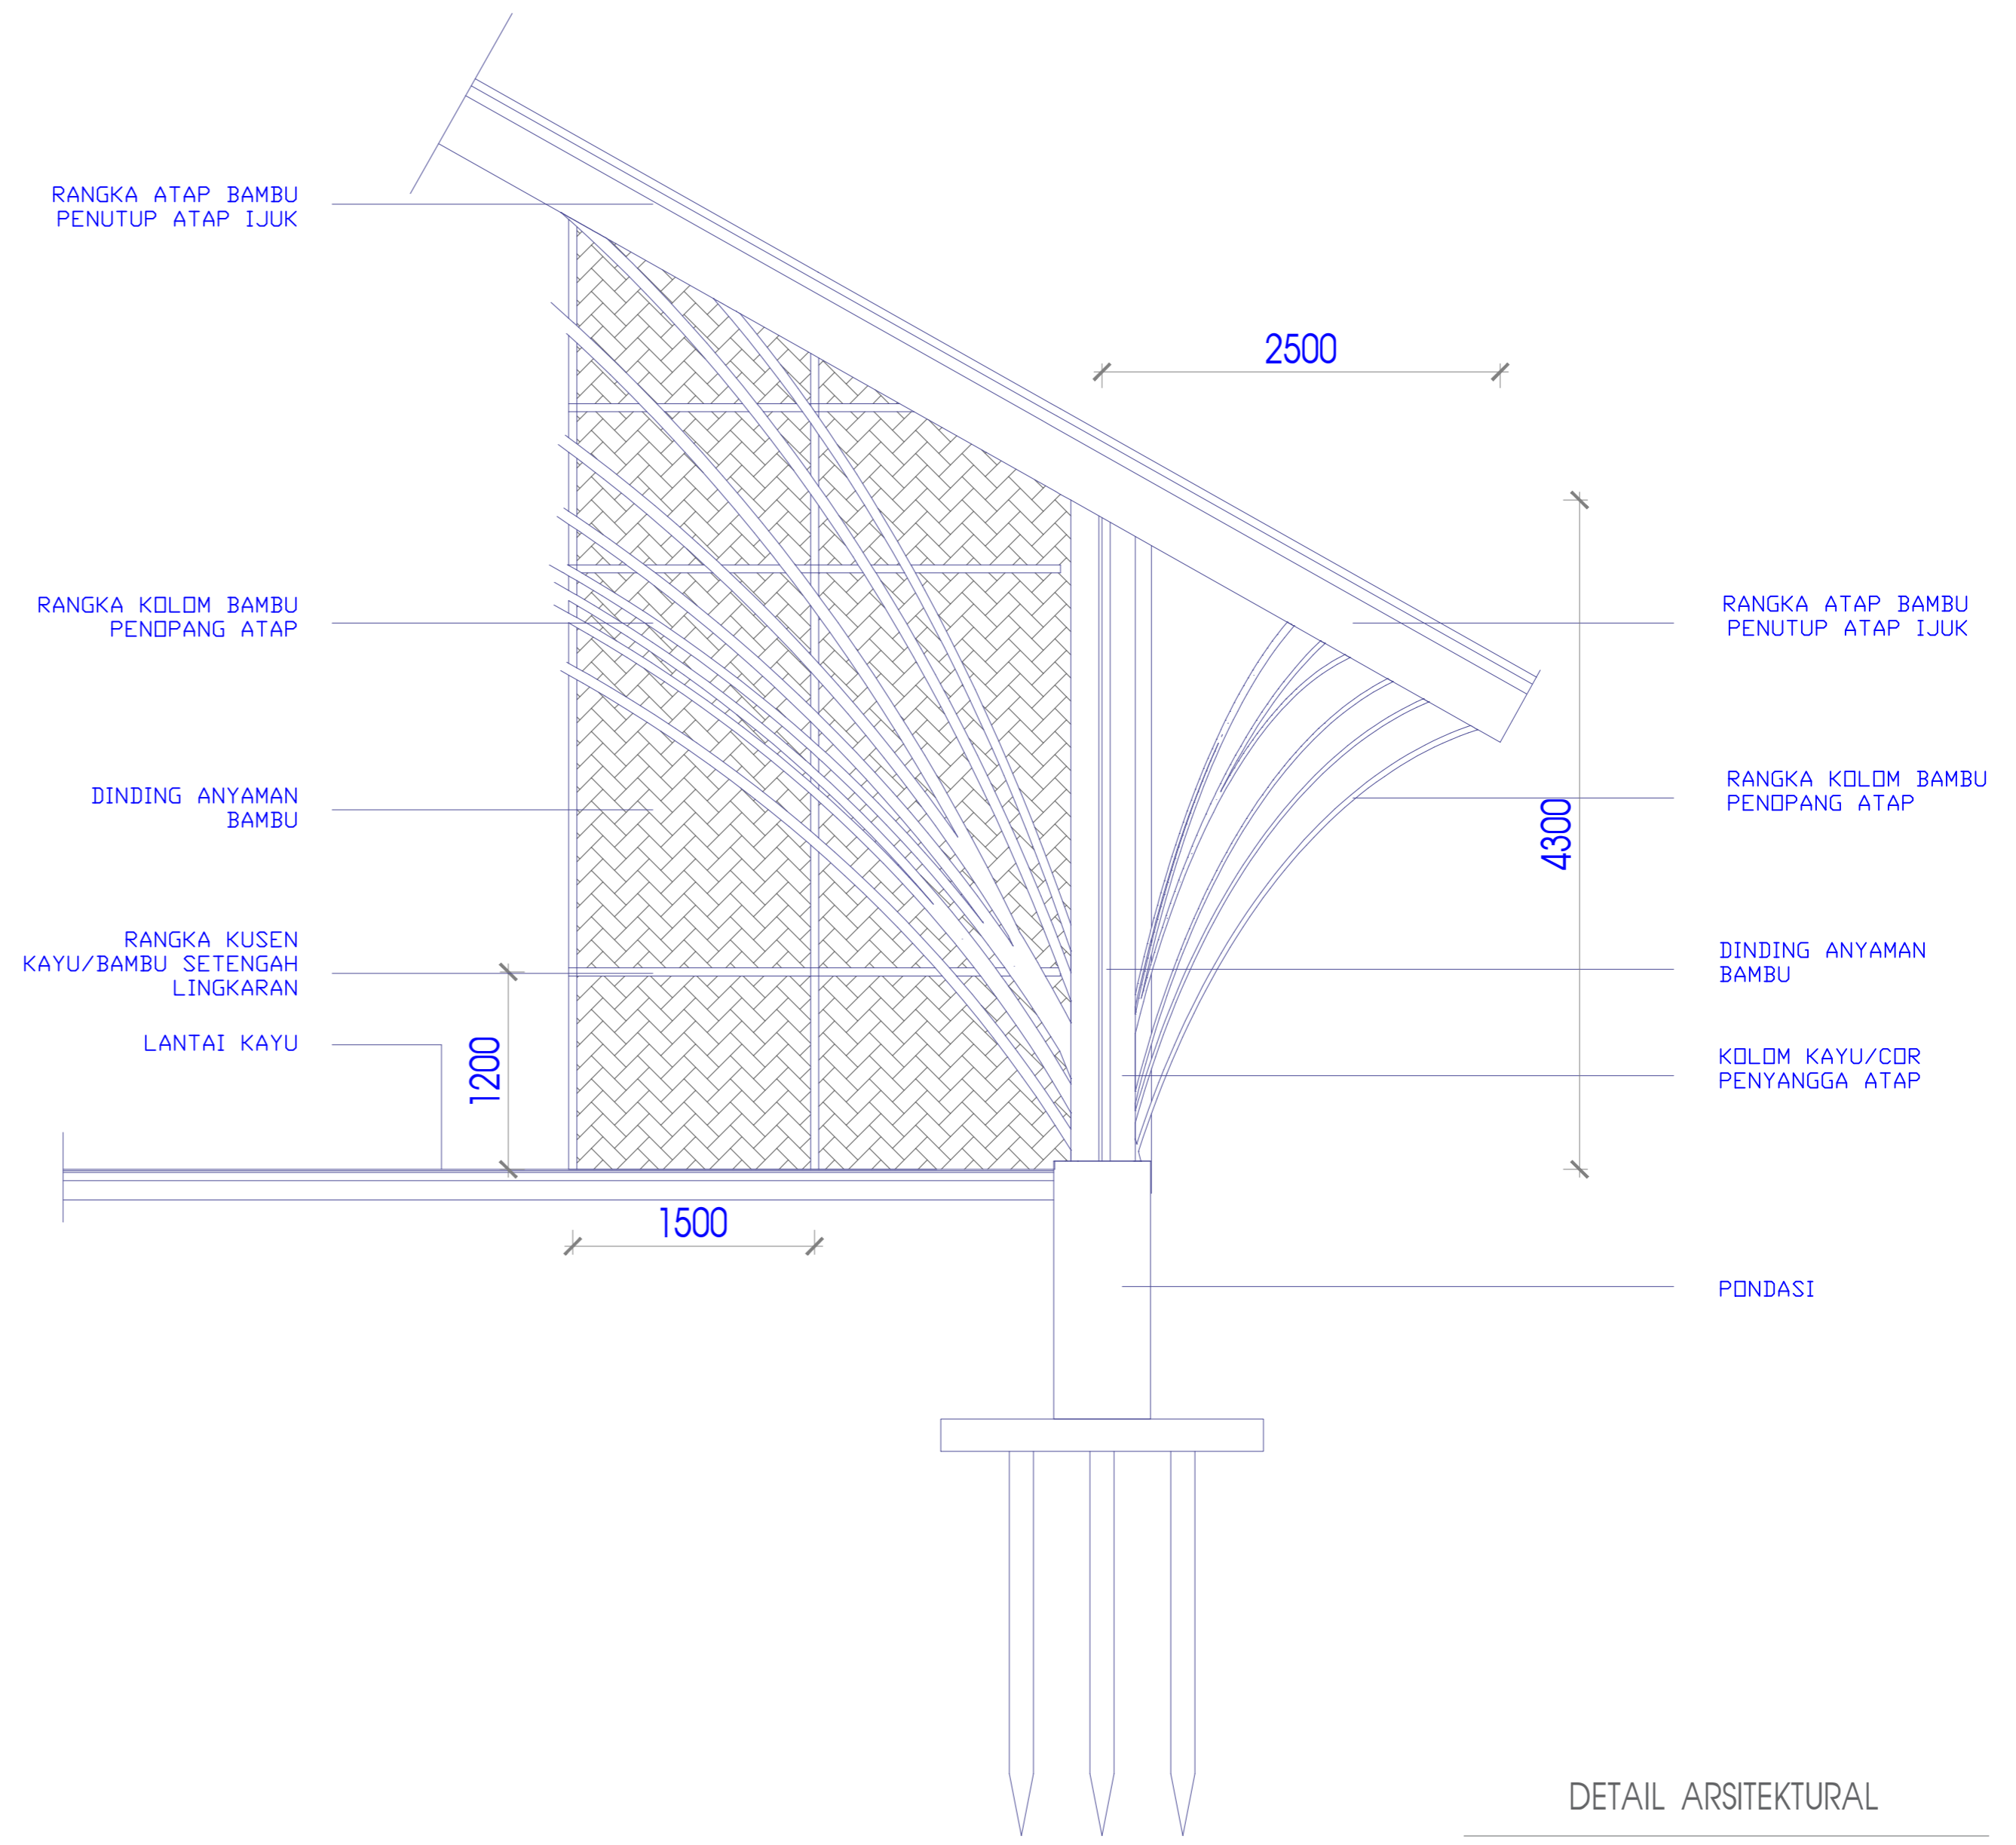 RANGKA ATAP BAMBU
PENUTUP ATAP IJUK
2500
RANGKA KOLOM BAMBU
PENOPANG ATAP
RANGKA ATAP BAMBU
PENUTUP ATAP IJUK
DINDING ANYAMAN
BAMBU
RANGKA KOLOM BAMBU
PENOPANG ATAP
4300
RANGKA KUSEN
KAYU/BAMBU SETENGAH
LINGKARAN
DINDING ANYAMAN
BAMBU
LANTAI KAYU
1200
KOLOM KAYU/COR
PENYANGGA ATAP
1500
PONDASI
DETAIL ARSITEKTURAL